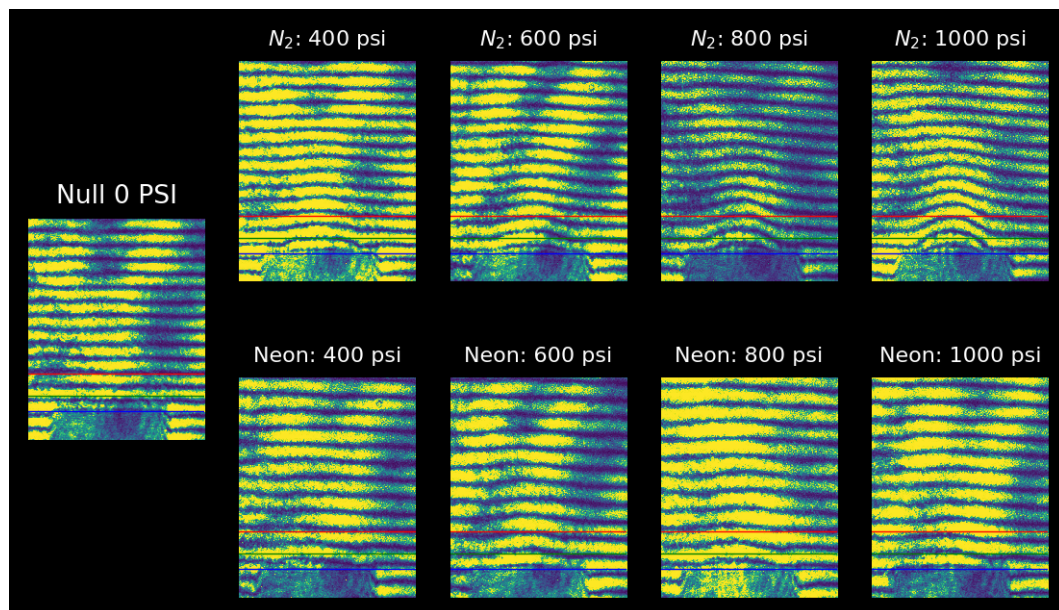 N₂: 400 psi
N₂: 600 psi
N₂: 800 psi
N₂: 1000 psi
Null 0 PSI
Neon: 400 psi
Neon: 600 psi
Neon: 800 psi
Neon: 1000 psi